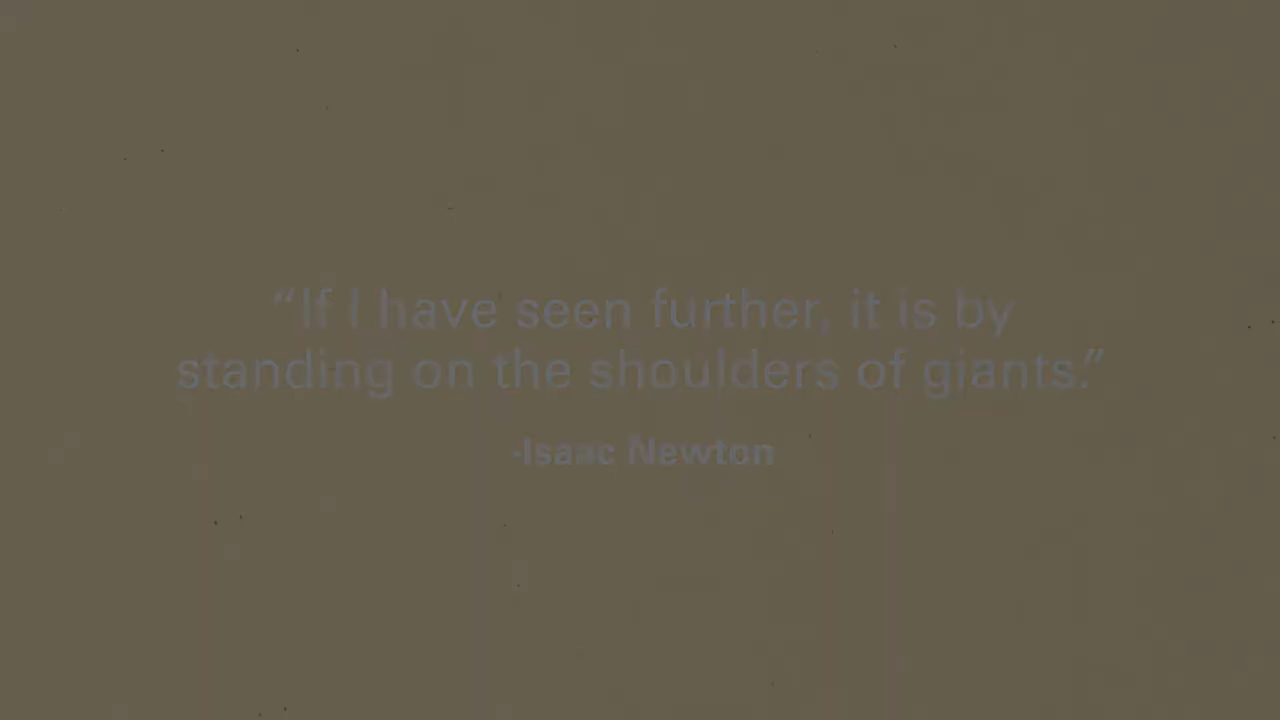 “If I have seen further, it is by
standing on the shoulders of giants.”
-Isaac Newton